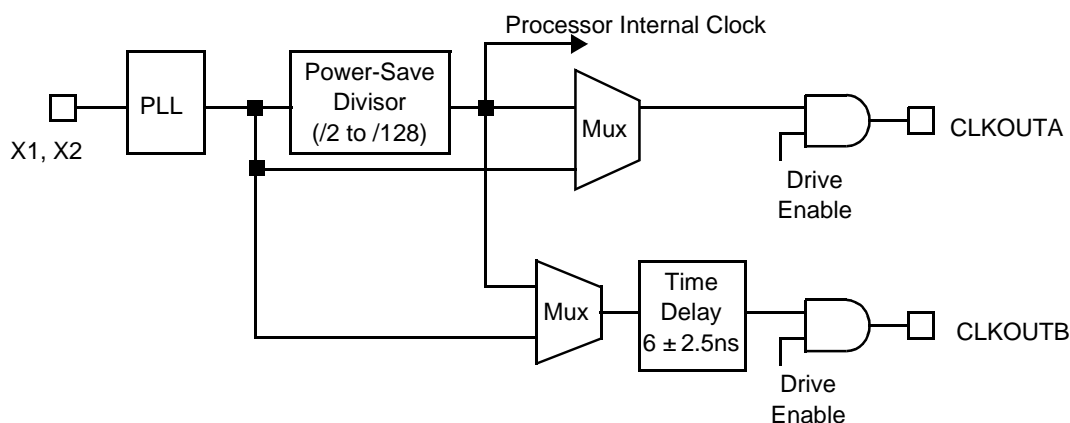 Processor Internal Clock
PLL
Power-Save
Divisor
(/2 to /128)
Mux
X1, X2
CLKOUTA
Drive
Enable
Mux
Time
Delay
6 ± 2.5ns
CLKOUTB
Drive
Enable